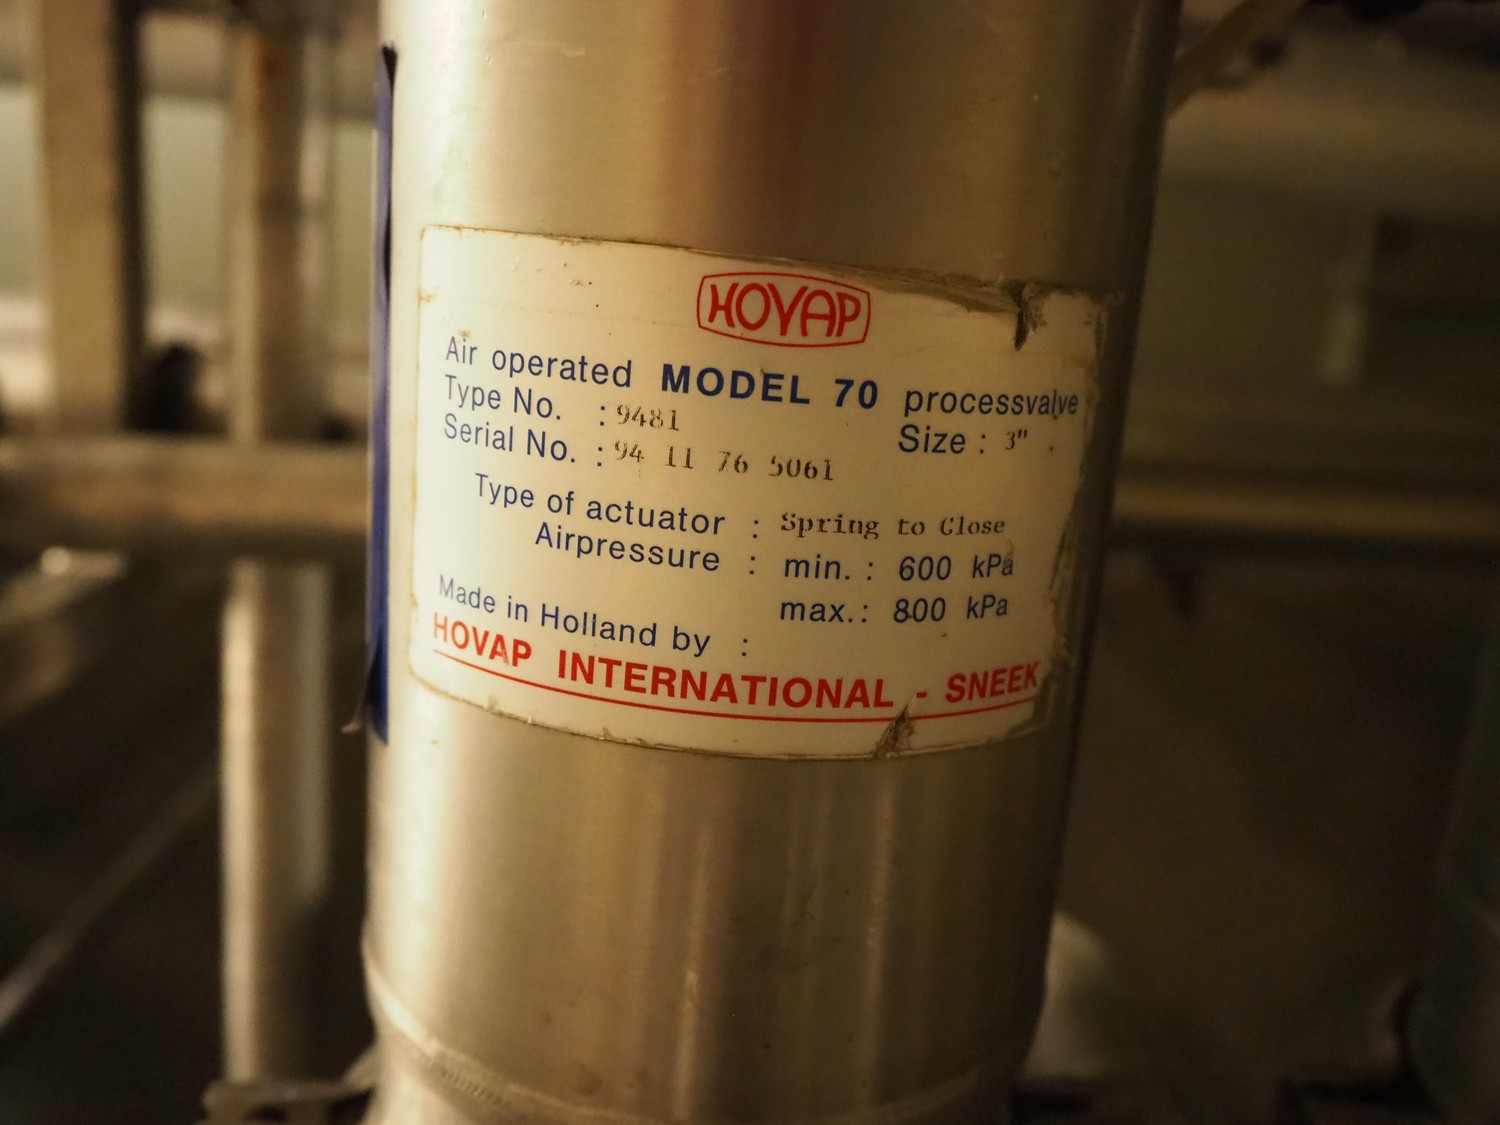 HOVAP
Air operated MODEL 70 processvalve
Type No. : 9481 Size : 3"
Serial No. : 94 11 76 5061
Type of actuator : Spring to Close
Airpressure : min. : 600 kPa
max. : 800 kPa
Made in Holland by :
HOVAP INTERNATIONAL - SNEEK